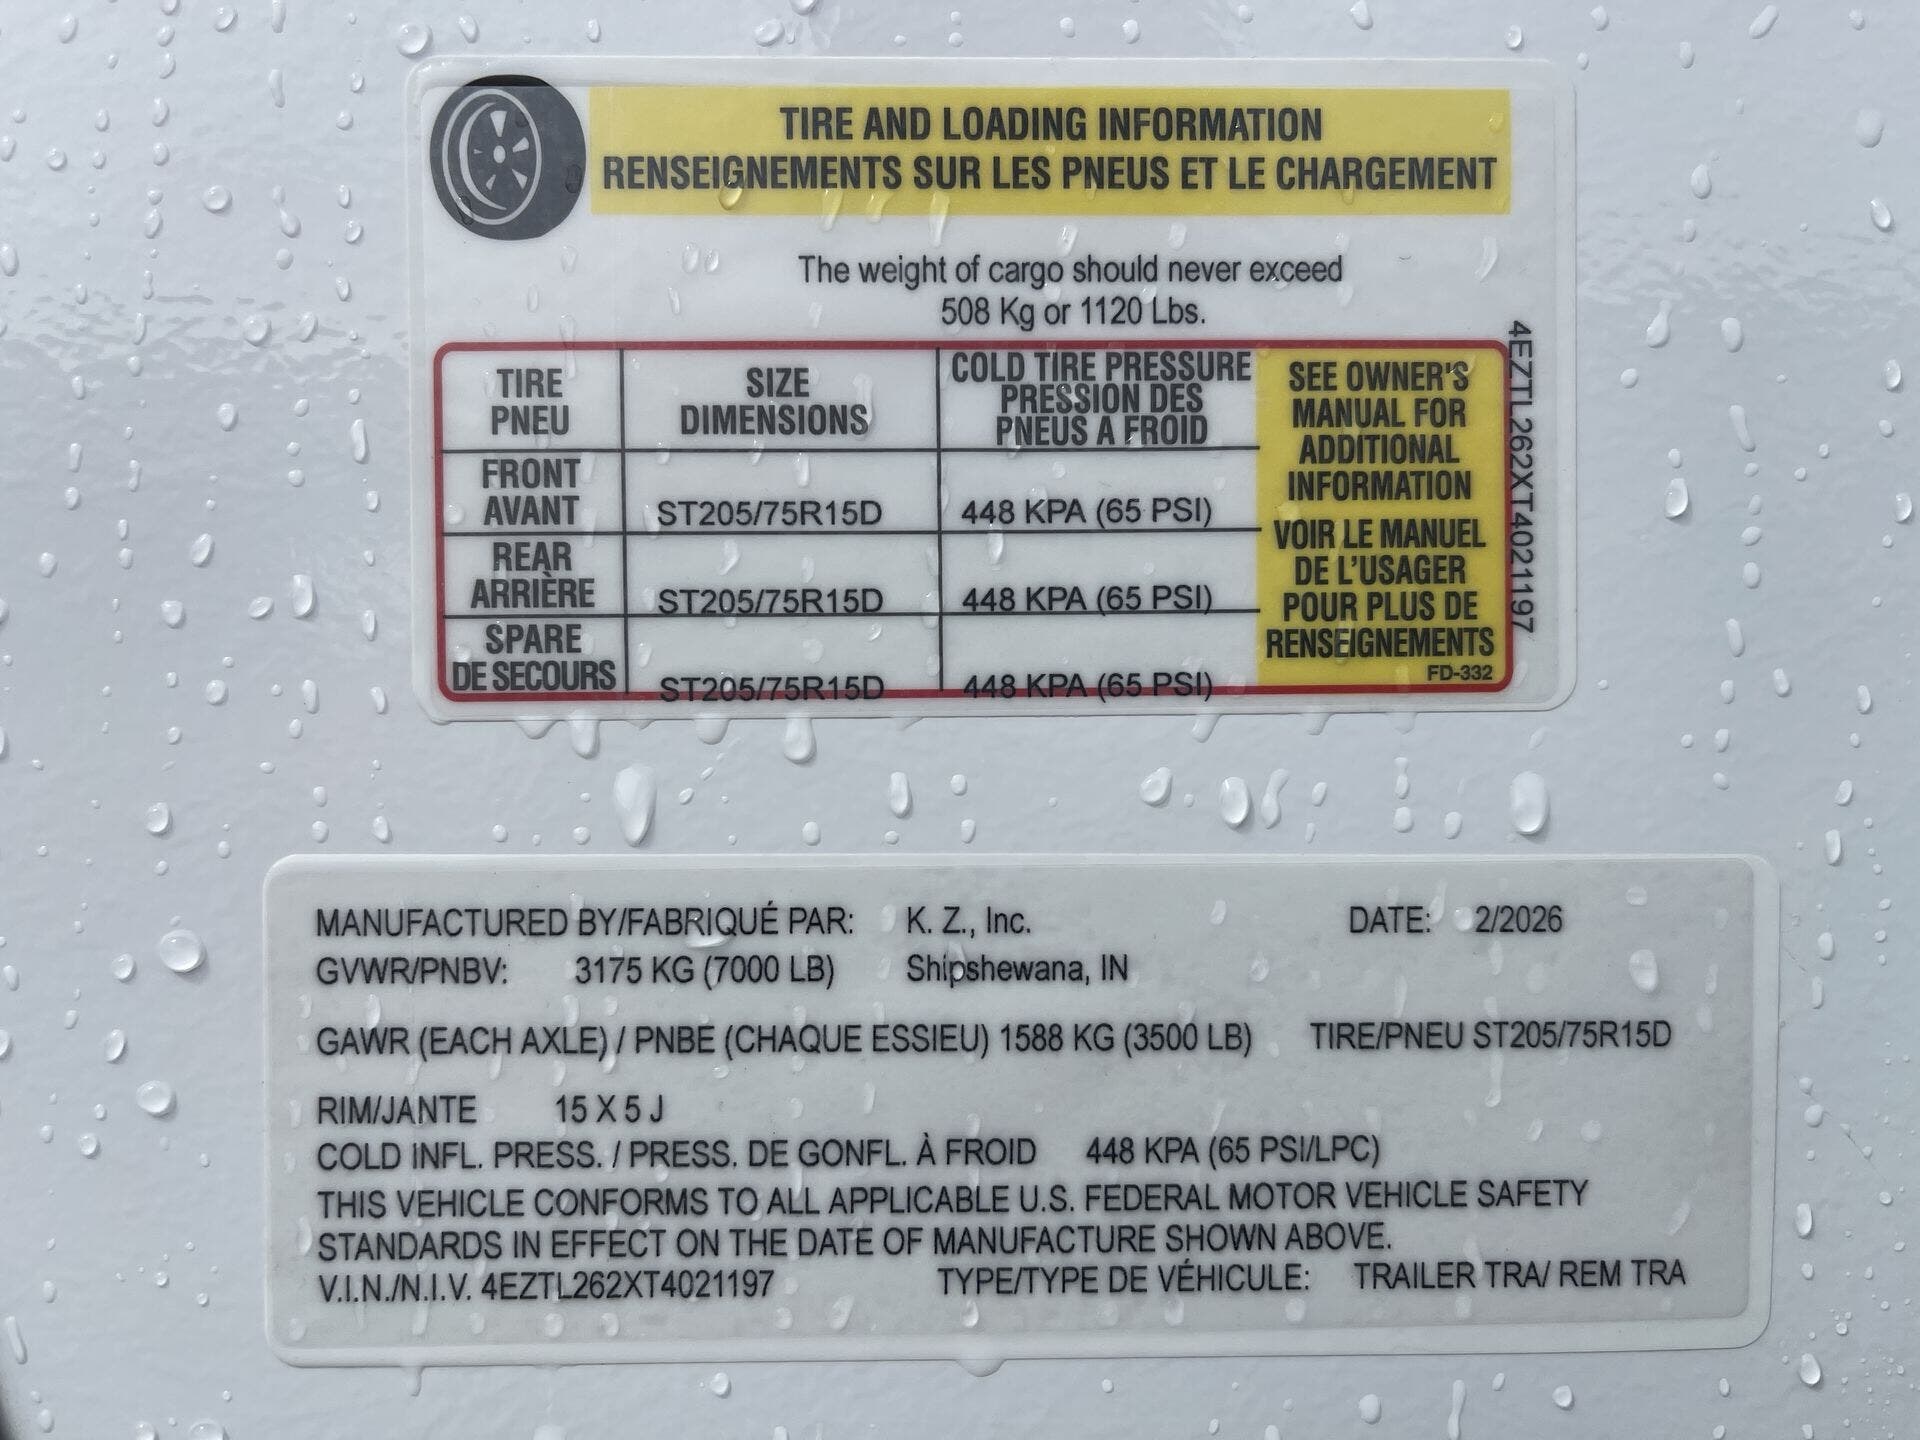 TIRE AND LOADING INFORMATION
RENSEIGNEMENTS SUR LES PNEUS ET LE CHARGEMENT
The weight of cargo should never exceed
508 Kg or 1120 Lbs.
TIRE
PNEU
SIZE
DIMENSIONS
COLD TIRE PRESSURE
PRESSION DES
PNEUS A FROID
FRONT
AVANT
ST205/75R15D
448 KPA (65 PSI)
REAR
ARRIÈRE
ST205/75R15D
448 KPA (65 PSI)
SPARE
DE SECOURS
ST205/75R15D
448 KPA (65 PSI)
SEE OWNER'S
MANUAL FOR
ADDITIONAL
INFORMATION
VOIR LE MANUEL
DE L'USAGER
POUR PLUS DE
RENSEIGNEMENTS
FD-332
4EZTL262XT4021197
MANUFACTURED BY/FABRIQUÉ PAR: K. Z., Inc. DATE: 2/2026
GVWR/PNBV: 3175 KG (7000 LB) Shipshewana, IN
GAWR (EACH AXLE) / PNBE (CHAQUE ESSIEU) 1588 KG (3500 LB) TIRE/PNEU ST205/75R15D
RIM/JANTE 15 X 5 J
COLD INFL. PRESS. / PRESS. DE GONFL. À FROID 448 KPA (65 PSI/LPC)
THIS VEHICLE CONFORMS TO ALL APPLICABLE U.S. FEDERAL MOTOR VEHICLE SAFETY
STANDARDS IN EFFECT ON THE DATE OF MANUFACTURE SHOWN ABOVE.
V.I.N./N.I.V. 4EZTL262XT4021197 TYPE/TYPE DE VÉHICULE: TRAILER TRA/ REM TRA